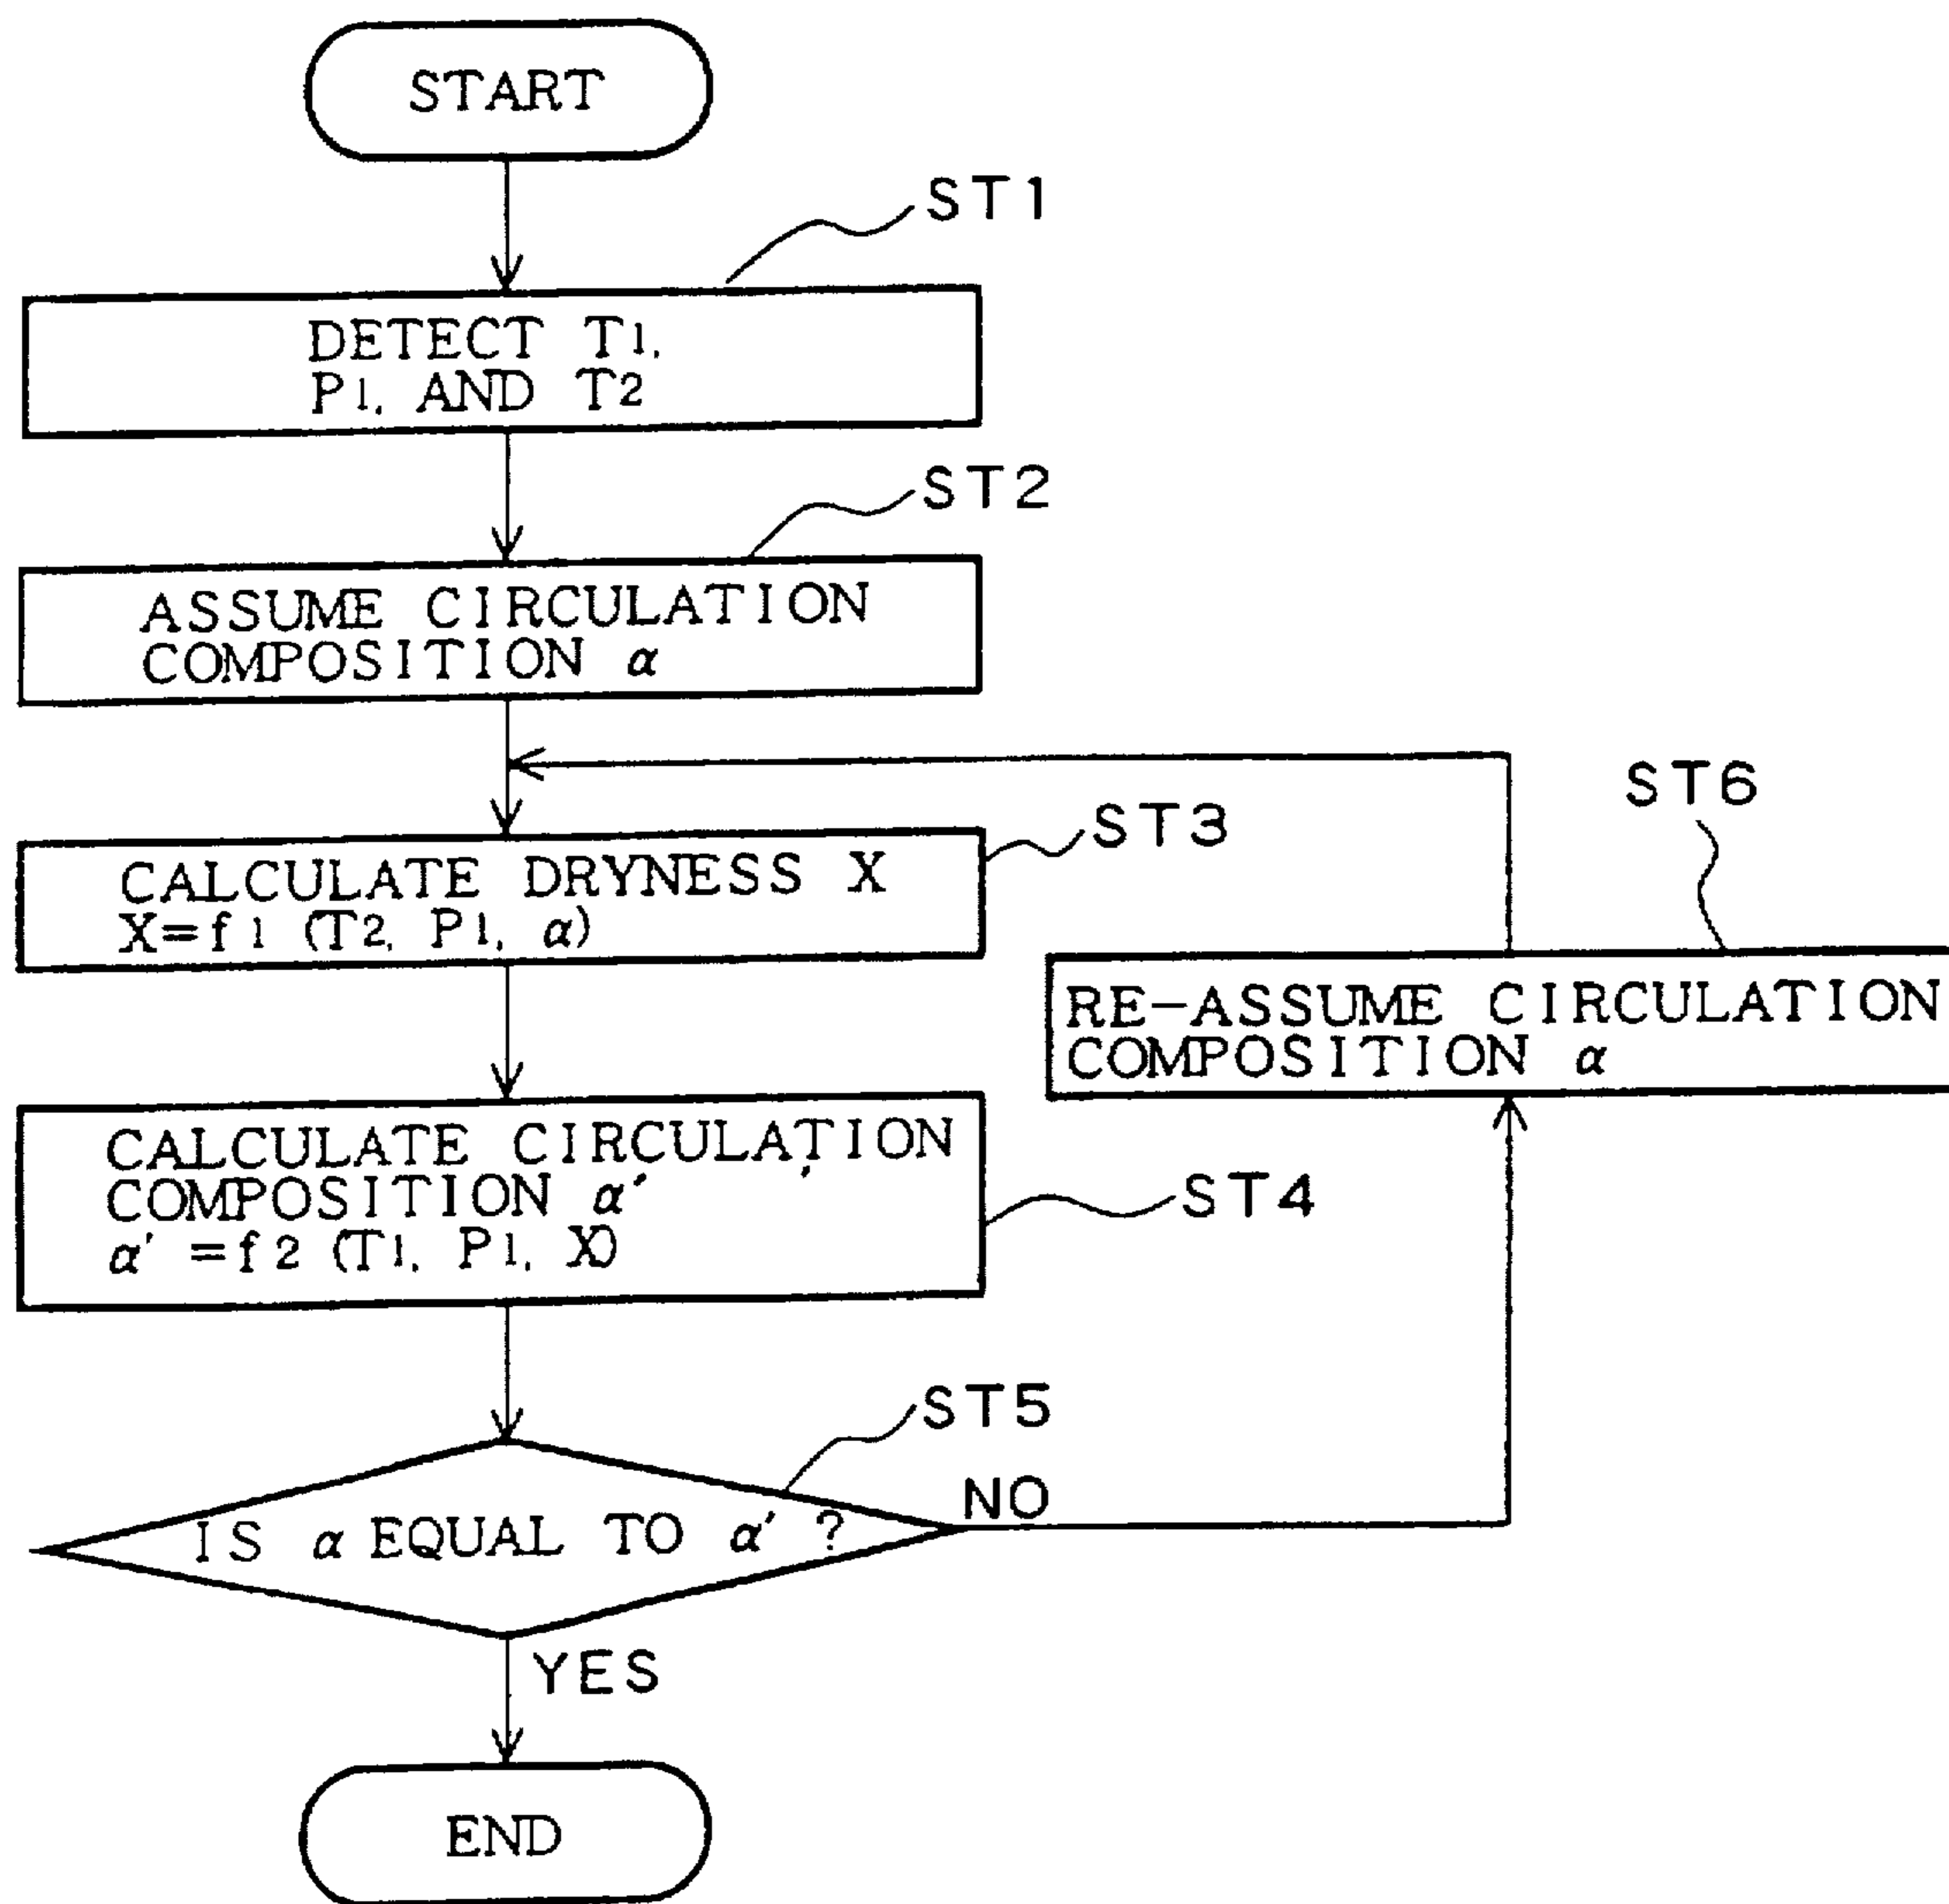 START
ST1
DETECT T1,
P1, AND T2
ST2
ASSUME CIRCULATION
COMPOSITION α
ST3
CALCULATE DRYNESS X
X=f1 (T2, P1, α)
ST6
RE-ASSUME CIRCULATION
COMPOSITION α
CALCULATE CIRCULATION
COMPOSITION α'
α'=f2 (T1, P1, X)
ST4
ST5
IS α EQUAL TO α' ?
NO
YES
END